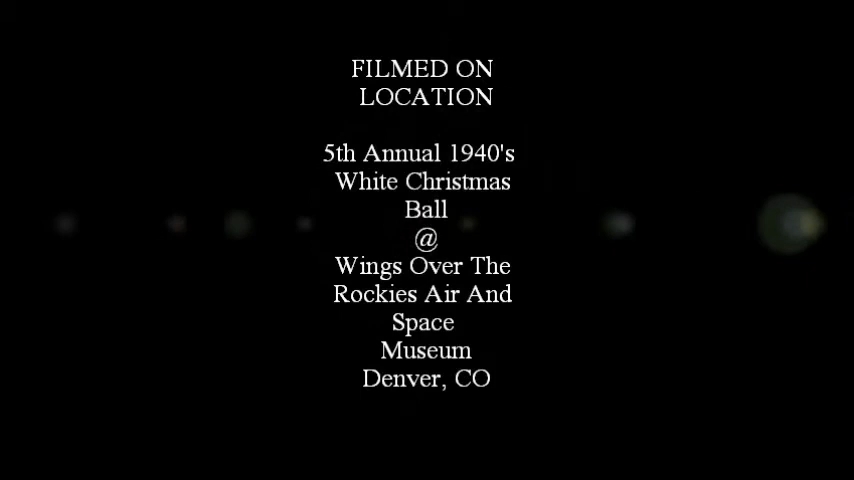 FILMED ON
LOCATION
5th Annual 1940's
White Christmas
Ball
@
Wings Over The
Rockies Air And
Space
Museum
Denver, CO